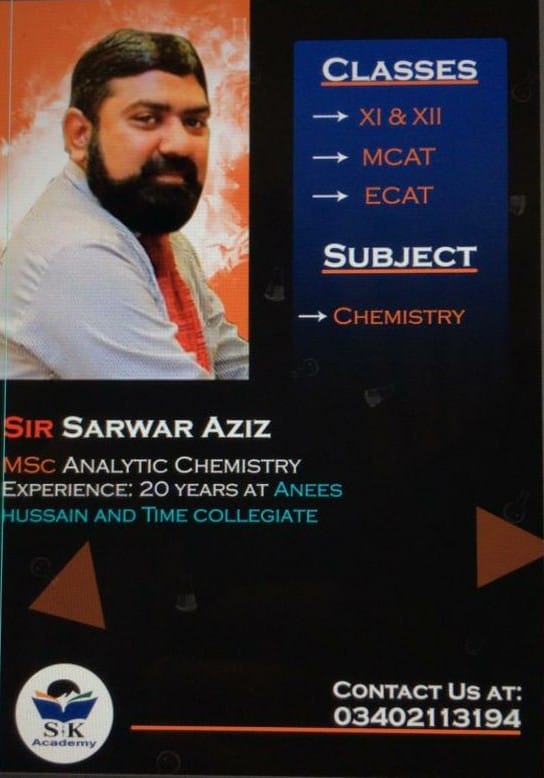 CLASSES
→ XI & XII
→ MCAT
→ ECAT
SUBJECT
→ CHEMISTRY
SIR SARWAR AZIZ
MSC ANALYTIC CHEMISTRY
EXPERIENCE: 20 YEARS AT ANEES
HUSSAIN AND TIME COLLEGIATE
CONTACT US AT:
03402113194
S K
Academy